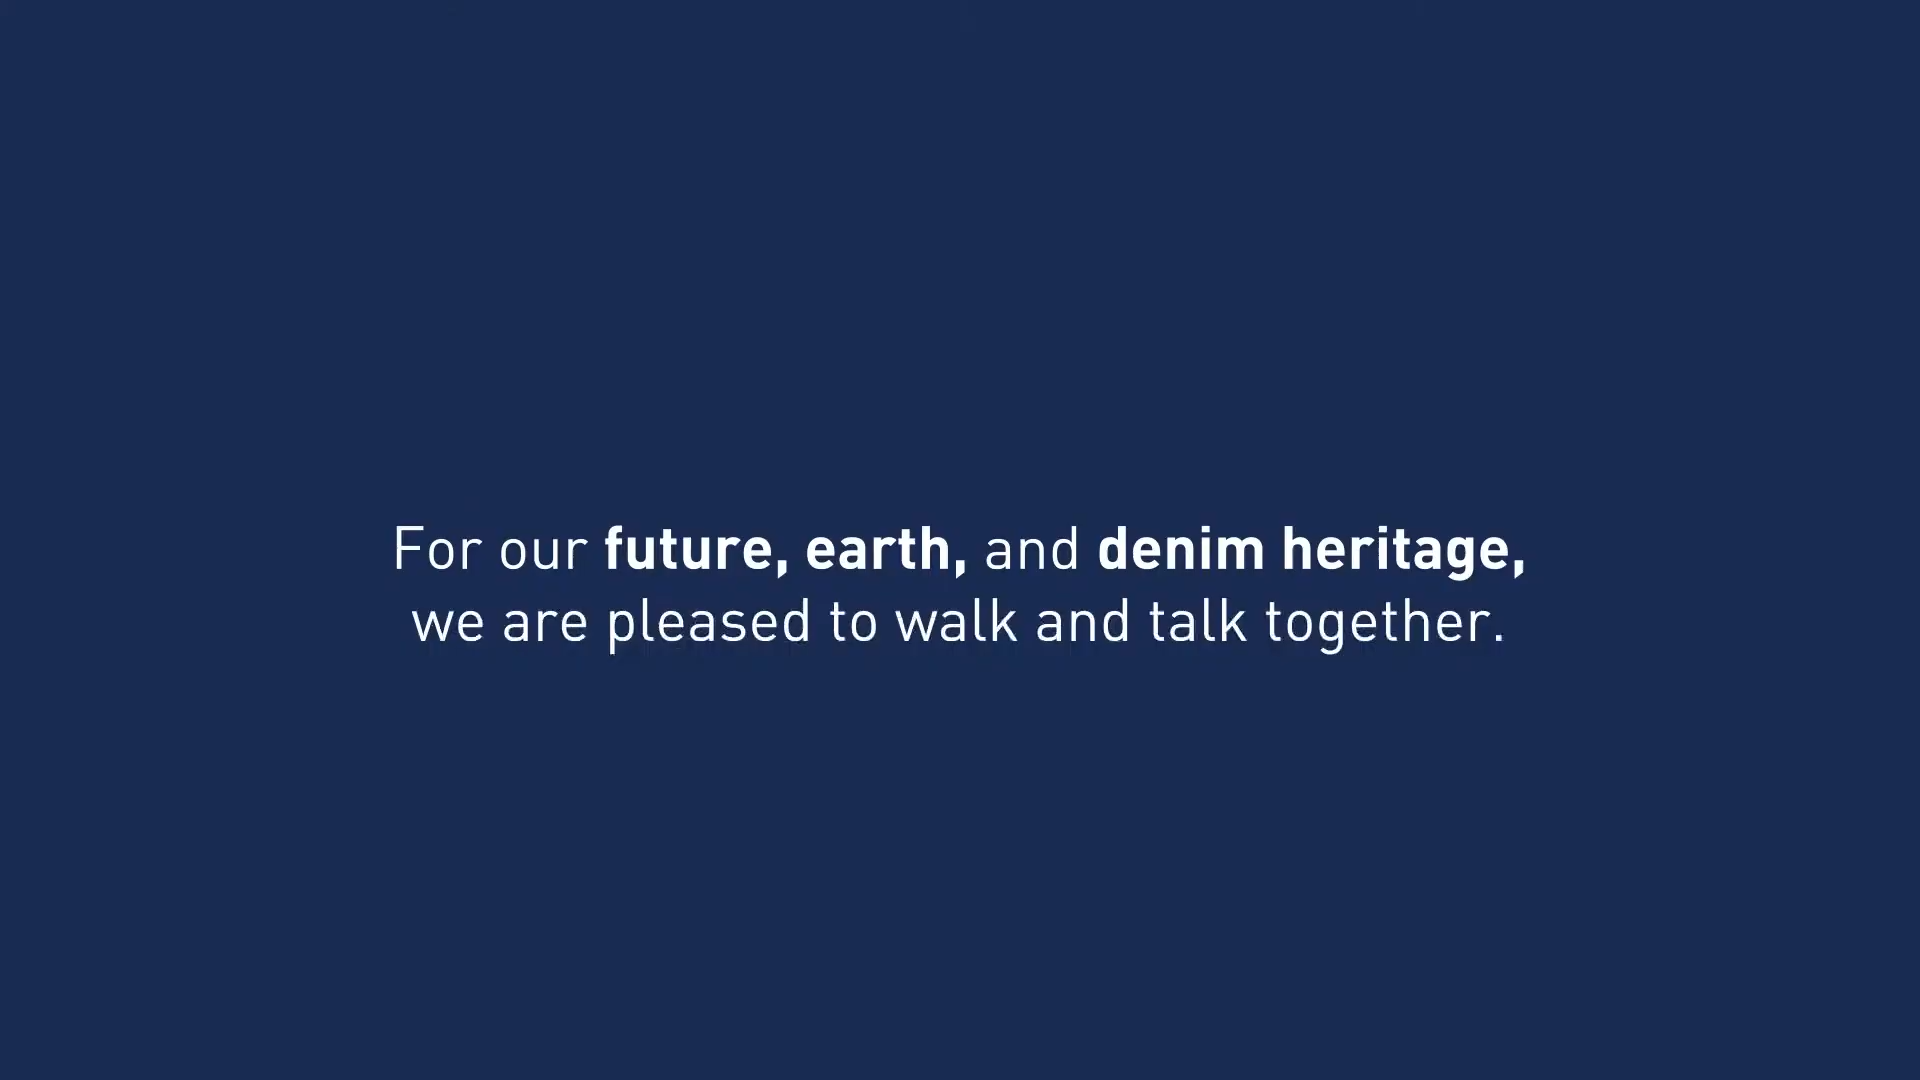 For our future, earth, and denim heritage,
we are pleased to walk and talk together.